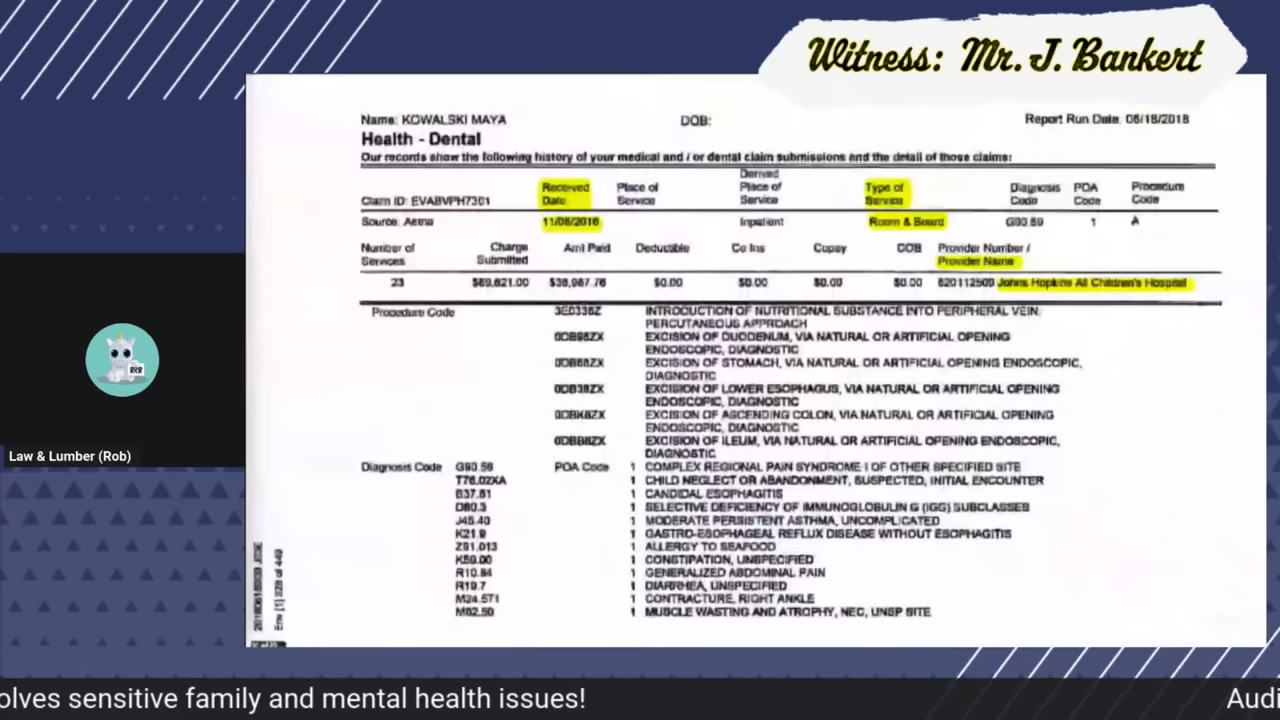 Witness: Mr. J. Bankert
Name: KOWALSKI MAYA DOB: Report Run Date: 06/18/2018
Health - Dental
Our records show the following history of your medical and / or dental claim submissions and the detail of those claims:
Claim ID: EVABVPH7301 Received Date: Place of Service Derived Place of Service Type of Service Diagnosis Code POA Code Procedure Code
Source: Aetna 11/08/2016 Inpatient Room & Board G90.59 1 A
Number of Services Charge Submitted Amt Paid Deductible Co Ins Copay COB Provider Number / Provider Name
23 $69,621.00 $38,987.76 $0.00 $0.00 $0.00 $0.00 620112509 Johns Hopkins All Children's Hospital
Procedure Code 3E0336Z INTRODUCTION OF NUTRITIONAL SUBSTANCE INTO PERIPHERAL VEIN,
PERCUTANEOUS APPROACH
0DB98ZX EXCISION OF DUODENUM, VIA NATURAL OR ARTIFICIAL OPENING
ENDOSCOPIC, DIAGNOSTIC
0DB68ZX EXCISION OF STOMACH, VIA NATURAL OR ARTIFICIAL OPENING ENDOSCOPIC,
DIAGNOSTIC
0DB38ZX EXCISION OF LOWER ESOPHAGUS, VIA NATURAL OR ARTIFICIAL OPENING
ENDOSCOPIC, DIAGNOSTIC
0DBK8ZX EXCISION OF ASCENDING COLON, VIA NATURAL OR ARTIFICIAL OPENING
ENDOSCOPIC, DIAGNOSTIC
0DBB8ZX EXCISION OF ILEUM, VIA NATURAL OR ARTIFICIAL OPENING ENDOSCOPIC,
DIAGNOSTIC
Diagnosis Code G90.59 POA Code 1 COMPLEX REGIONAL PAIN SYNDROME I OF OTHER SPECIFIED SITE
T76.02XA 1 CHILD NEGLECT OR ABANDONMENT, SUSPECTED, INITIAL ENCOUNTER
B37.81 1 CANDIDAL ESOPHAGITIS
D80.3 1 SELECTIVE DEFICIENCY OF IMMUNOGLOBULIN G (IGG) SUBCLASSES
J45.40 1 MODERATE PERSISTENT ASTHMA, UNCOMPLICATED
K21.9 1 GASTRO-ESOPHAGEAL REFLUX DISEASE WITHOUT ESOPHAGITIS
Z91.013 1 ALLERGY TO SEAFOOD
K59.00 1 CONSTIPATION, UNSPECIFIED
R10.84 1 GENERALIZED ABDOMINAL PAIN
R19.7 1 DIARRHEA, UNSPECIFIED
M24.571 1 CONTRACTURE, RIGHT ANKLE
M62.50 1 MUSCLE WASTING AND ATROPHY, NEC, UNSP SITE
BRB
Law & Lumber (Rob)
olves sensitive family and mental health issues! Audi